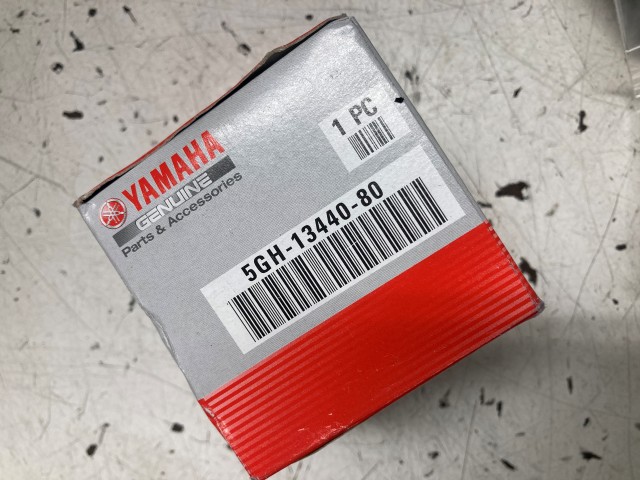 YAMAHA
GENUINE
Parts & Accessories
1 PC
5GH-13440-80